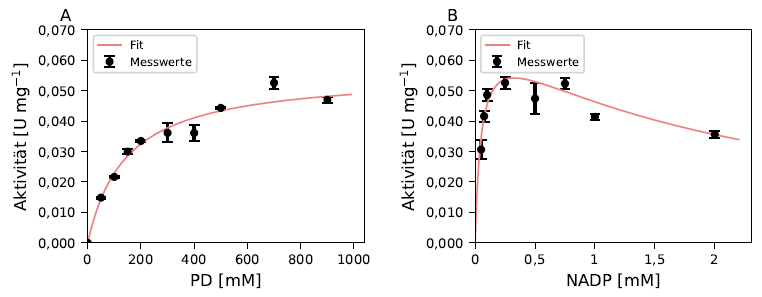 A
0,070
0,060
0,050
0,040
0,030
0,020
0,010
0,000
Aktivität [U mg⁻¹]
Fit
Messwerte
0
200
400
600
800
1000
PD [mM]
B
0,070
0,060
0,050
0,040
0,030
0,020
0,010
0,000
Aktivität [U mg⁻¹]
Fit
Messwerte
0
0,5
1
1,5
2
NADP [mM]